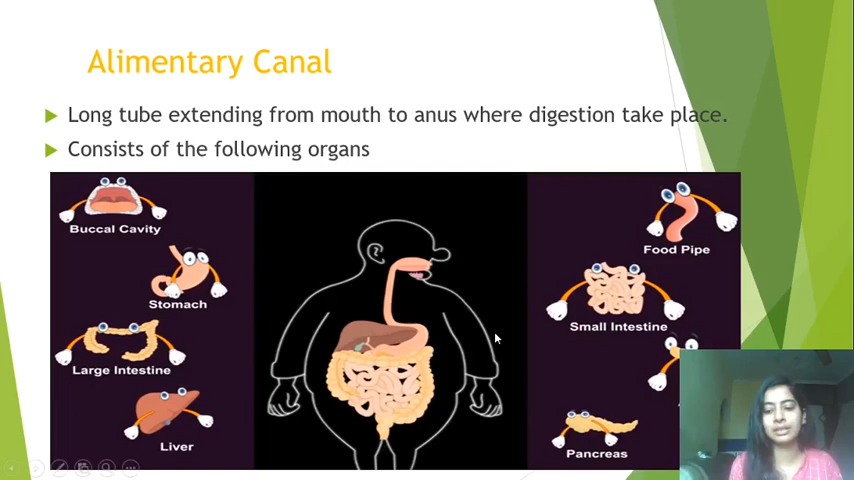 Alimentary Canal
Long tube extending from mouth to anus where digestion take place.
Consists of the following organs
Buccal Cavity
Food Pipe
Stomach
Small Intestine
Large Intestine
Liver
Pancreas